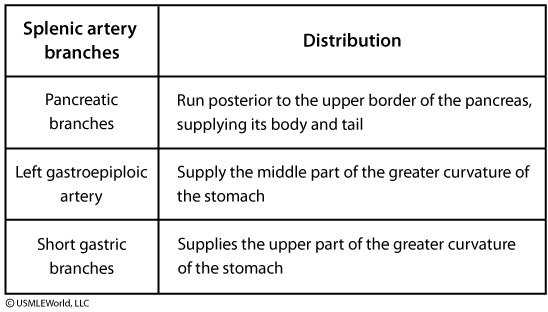 Splenic artery
branches
Distribution
Pancreatic
branches
Run posterior to the upper border of the pancreas,
supplying its body and tail
Left gastroepiploic
artery
Supply the middle part of the greater curvature of
the stomach
Short gastric
branches
Supplies the upper part of the greater curvature
of the stomach
© USMLEWorld, LLC